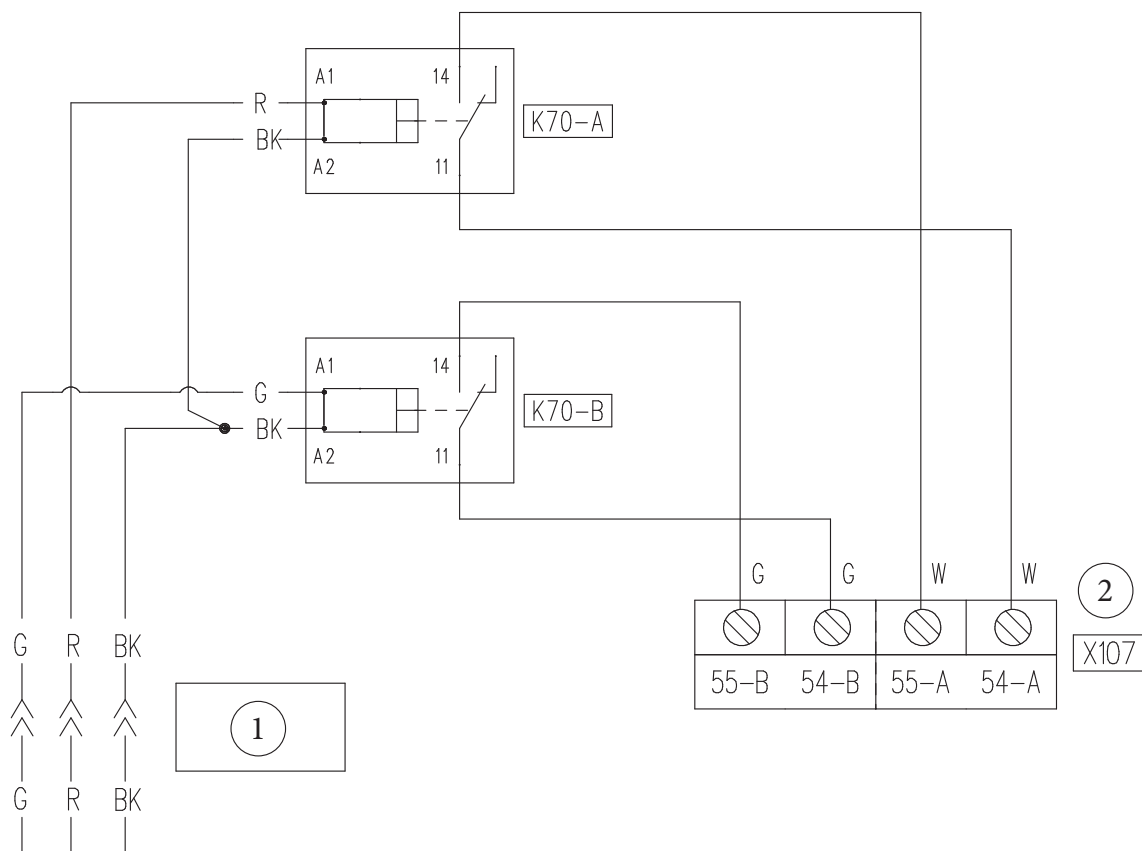 A1 14
R
K70-A
BK
A2 11
A1 14
G
K70-B
BK
A2 11
G G W W
2
G R BK
X107
55-B 54-B 55-A 54-A
1
G R BK